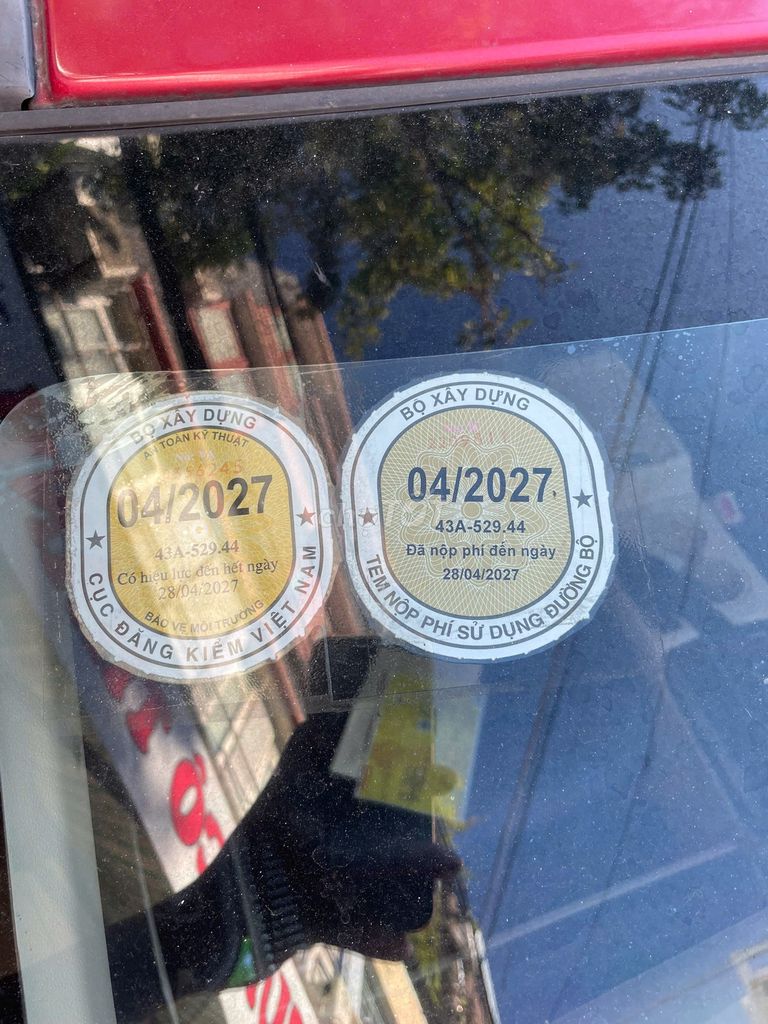 BỘ XÂY DỰNG
AN TOÀN KỸ THUẬT
04/2027
43A-529.44
Có hiệu lực đến hết ngày
28/04/2027
BẢO VỆ MÔI TRƯỜNG
CỤC ĐĂNG KIỂM VIỆT NAM
BỘ XÂY DỰNG
04/2027
43A-529.44
Đã nộp phí đến ngày
28/04/2027
TEM NỘP PHÍ SỬ DỤNG ĐƯỜNG BỘ